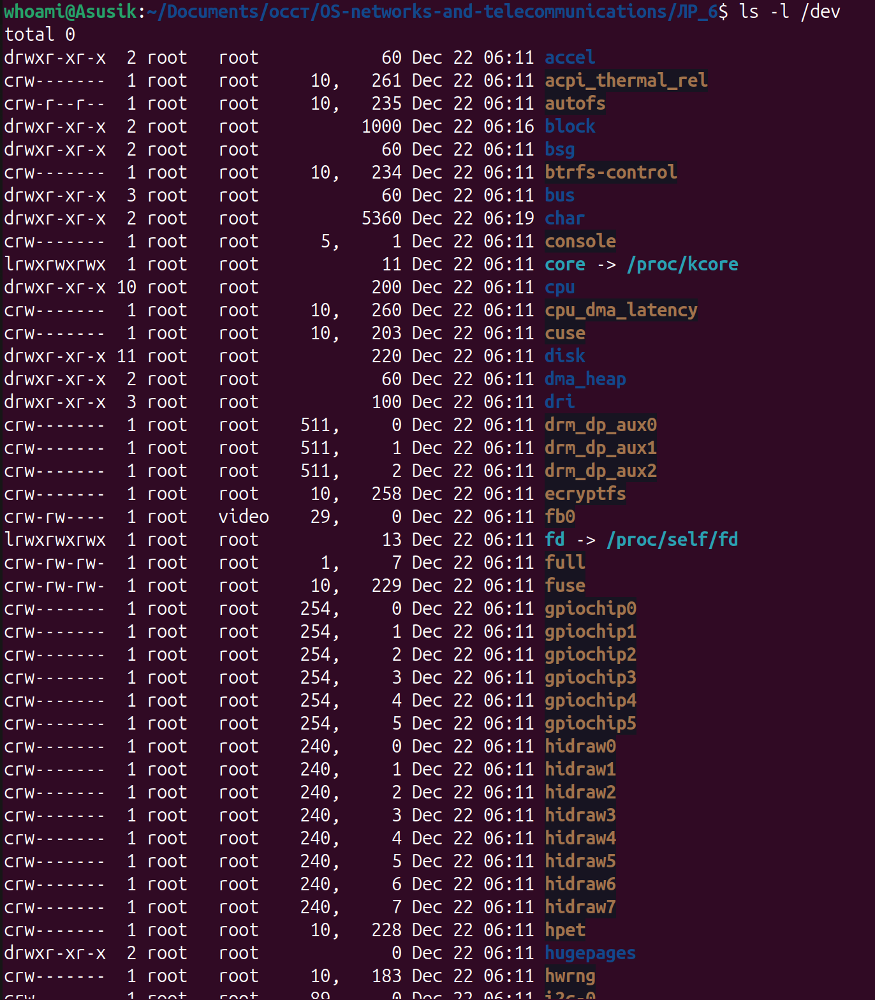 whoami@Asusik:~/Documents/осст/OS-networks-and-telecommunications/ЛР_6$ ls -l /dev
total 0
drwxr-xr-x  2 root   root            60 Dec 22 06:11 accel
crw-------  1 root   root     10,   261 Dec 22 06:11 acpi_thermal_rel
crw-r--r--  1 root   root     10,   235 Dec 22 06:11 autofs
drwxr-xr-x  2 root   root          1000 Dec 22 06:16 block
drwxr-xr-x  2 root   root            60 Dec 22 06:11 bsg
crw-------  1 root   root     10,   234 Dec 22 06:11 btrfs-control
drwxr-xr-x  3 root   root            60 Dec 22 06:11 bus
drwxr-xr-x  2 root   root          5360 Dec 22 06:19 char
crw-------  1 root   root      5,     1 Dec 22 06:11 console
lrwxrwxrwx  1 root   root            11 Dec 22 06:11 core -> /proc/kcore
drwxr-xr-x 10 root   root           200 Dec 22 06:11 cpu
crw-------  1 root   root     10,   260 Dec 22 06:11 cpu_dma_latency
crw-------  1 root   root     10,   203 Dec 22 06:11 cuse
drwxr-xr-x 11 root   root           220 Dec 22 06:11 disk
drwxr-xr-x  2 root   root            60 Dec 22 06:11 dma_heap
drwxr-xr-x  3 root   root           100 Dec 22 06:11 dri
crw-------  1 root   root    511,     0 Dec 22 06:11 drm_dp_aux0
crw-------  1 root   root    511,     1 Dec 22 06:11 drm_dp_aux1
crw-------  1 root   root    511,     2 Dec 22 06:11 drm_dp_aux2
crw-------  1 root   root     10,   258 Dec 22 06:11 ecryptfs
crw-rw----  1 root   video    29,     0 Dec 22 06:11 fb0
lrwxrwxrwx  1 root   root            13 Dec 22 06:11 fd -> /proc/self/fd
crw-rw-rw-  1 root   root      1,     7 Dec 22 06:11 full
crw-rw-rw-  1 root   root     10,   229 Dec 22 06:11 fuse
crw-------  1 root   root    254,     0 Dec 22 06:11 gpiochip0
crw-------  1 root   root    254,     1 Dec 22 06:11 gpiochip1
crw-------  1 root   root    254,     2 Dec 22 06:11 gpiochip2
crw-------  1 root   root    254,     3 Dec 22 06:11 gpiochip3
crw-------  1 root   root    254,     4 Dec 22 06:11 gpiochip4
crw-------  1 root   root    254,     5 Dec 22 06:11 gpiochip5
crw-------  1 root   root    240,     0 Dec 22 06:11 hidraw0
crw-------  1 root   root    240,     1 Dec 22 06:11 hidraw1
crw-------  1 root   root    240,     2 Dec 22 06:11 hidraw2
crw-------  1 root   root    240,     3 Dec 22 06:11 hidraw3
crw-------  1 root   root    240,     4 Dec 22 06:11 hidraw4
crw-------  1 root   root    240,     5 Dec 22 06:11 hidraw5
crw-------  1 root   root    240,     6 Dec 22 06:11 hidraw6
crw-------  1 root   root    240,     7 Dec 22 06:11 hidraw7
crw-------  1 root   root     10,   228 Dec 22 06:11 hpet
drwxr-xr-x  2 root   root             0 Dec 22 06:11 hugepages
crw-------  1 root   root     10,   183 Dec 22 06:11 hwrng
crw-------  1 root   root     89,     0 Dec 22 06:11 i2c-0